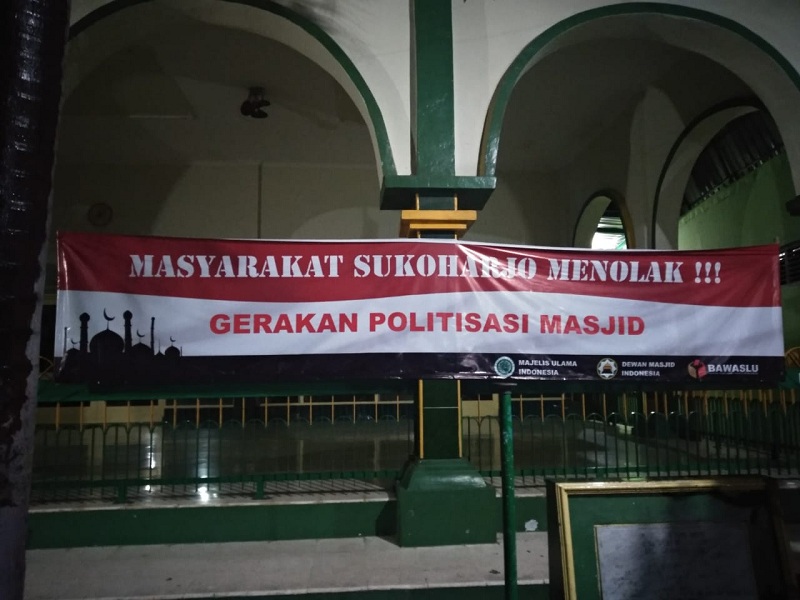 MASYARAKAT SUKOHARJO MENOLAK !!!
GERAKAN POLITISASI MASJID
MAJELIS ULAMA
INDONESIA
DEWAN MASJID
INDONESIA
BAWASLU